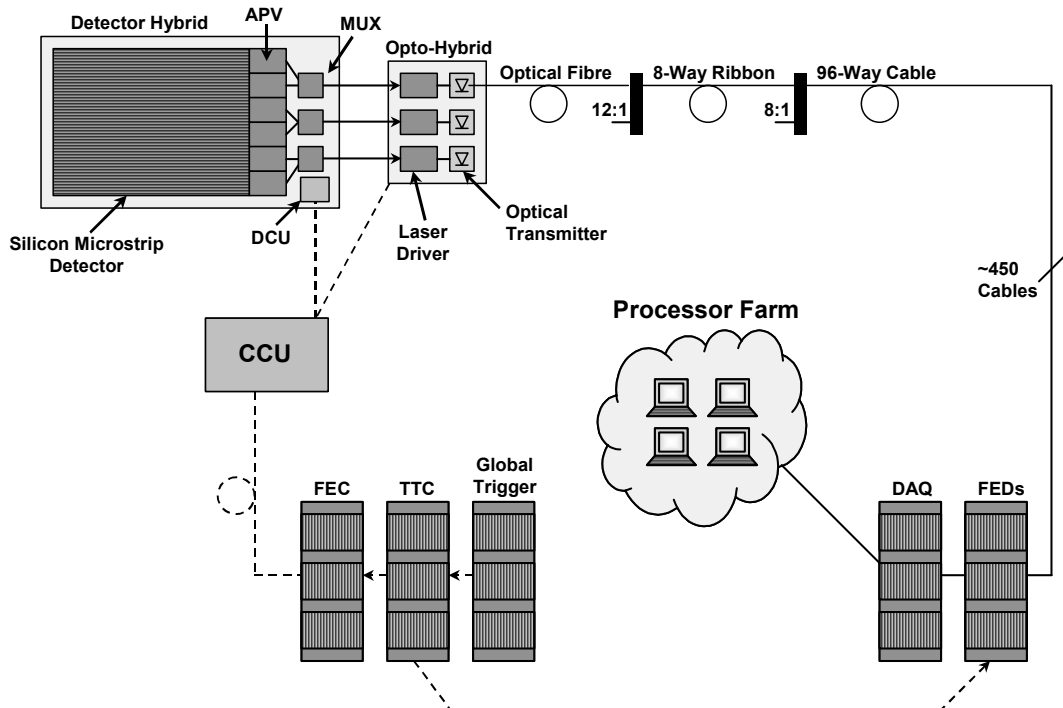 Detector Hybrid
APV
MUX
Opto-Hybrid
Optical Fibre
8-Way Ribbon
96-Way Cable
12:1
8:1
Silicon Microstrip
Detector
DCU
Laser
Driver
Optical
Transmitter
~450
Cables
CCU
Processor Farm
FEC
TTC
Global
Trigger
DAQ
FEDs